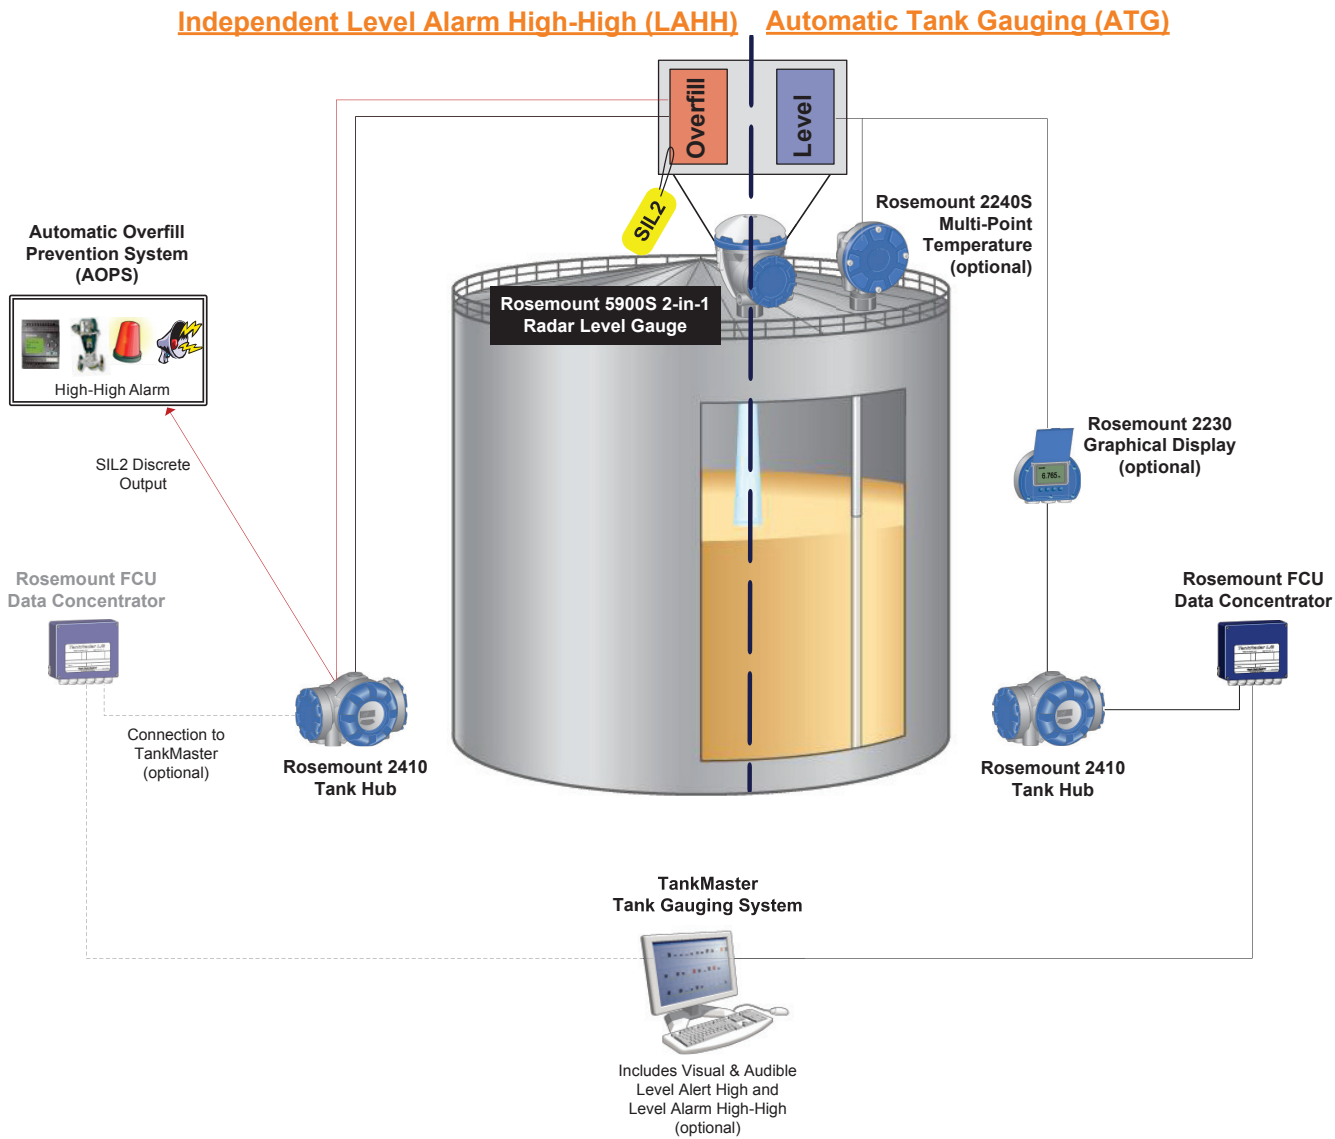 Independent Level Alarm High-High (LAHH)
Automatic Tank Gauging (ATG)
Overfill
Level
SIL2
Rosemount 2240S
Multi-Point
Temperature
(optional)
Automatic Overfill
Prevention System
(AOPS)
High-High Alarm
Rosemount 5900S 2-in-1
Radar Level Gauge
SIL2 Discrete
Output
Rosemount 2230
Graphical Display
(optional)
6.765
Rosemount FCU
Data Concentrator
TankMaster
Connection to
TankMaster
(optional)
Rosemount 2410
Tank Hub
Rosemount 2410
Tank Hub
Rosemount FCU
Data Concentrator
TankMaster
TankMaster
Tank Gauging System
Includes Visual & Audible
Level Alert High and
Level Alarm High-High
(optional)